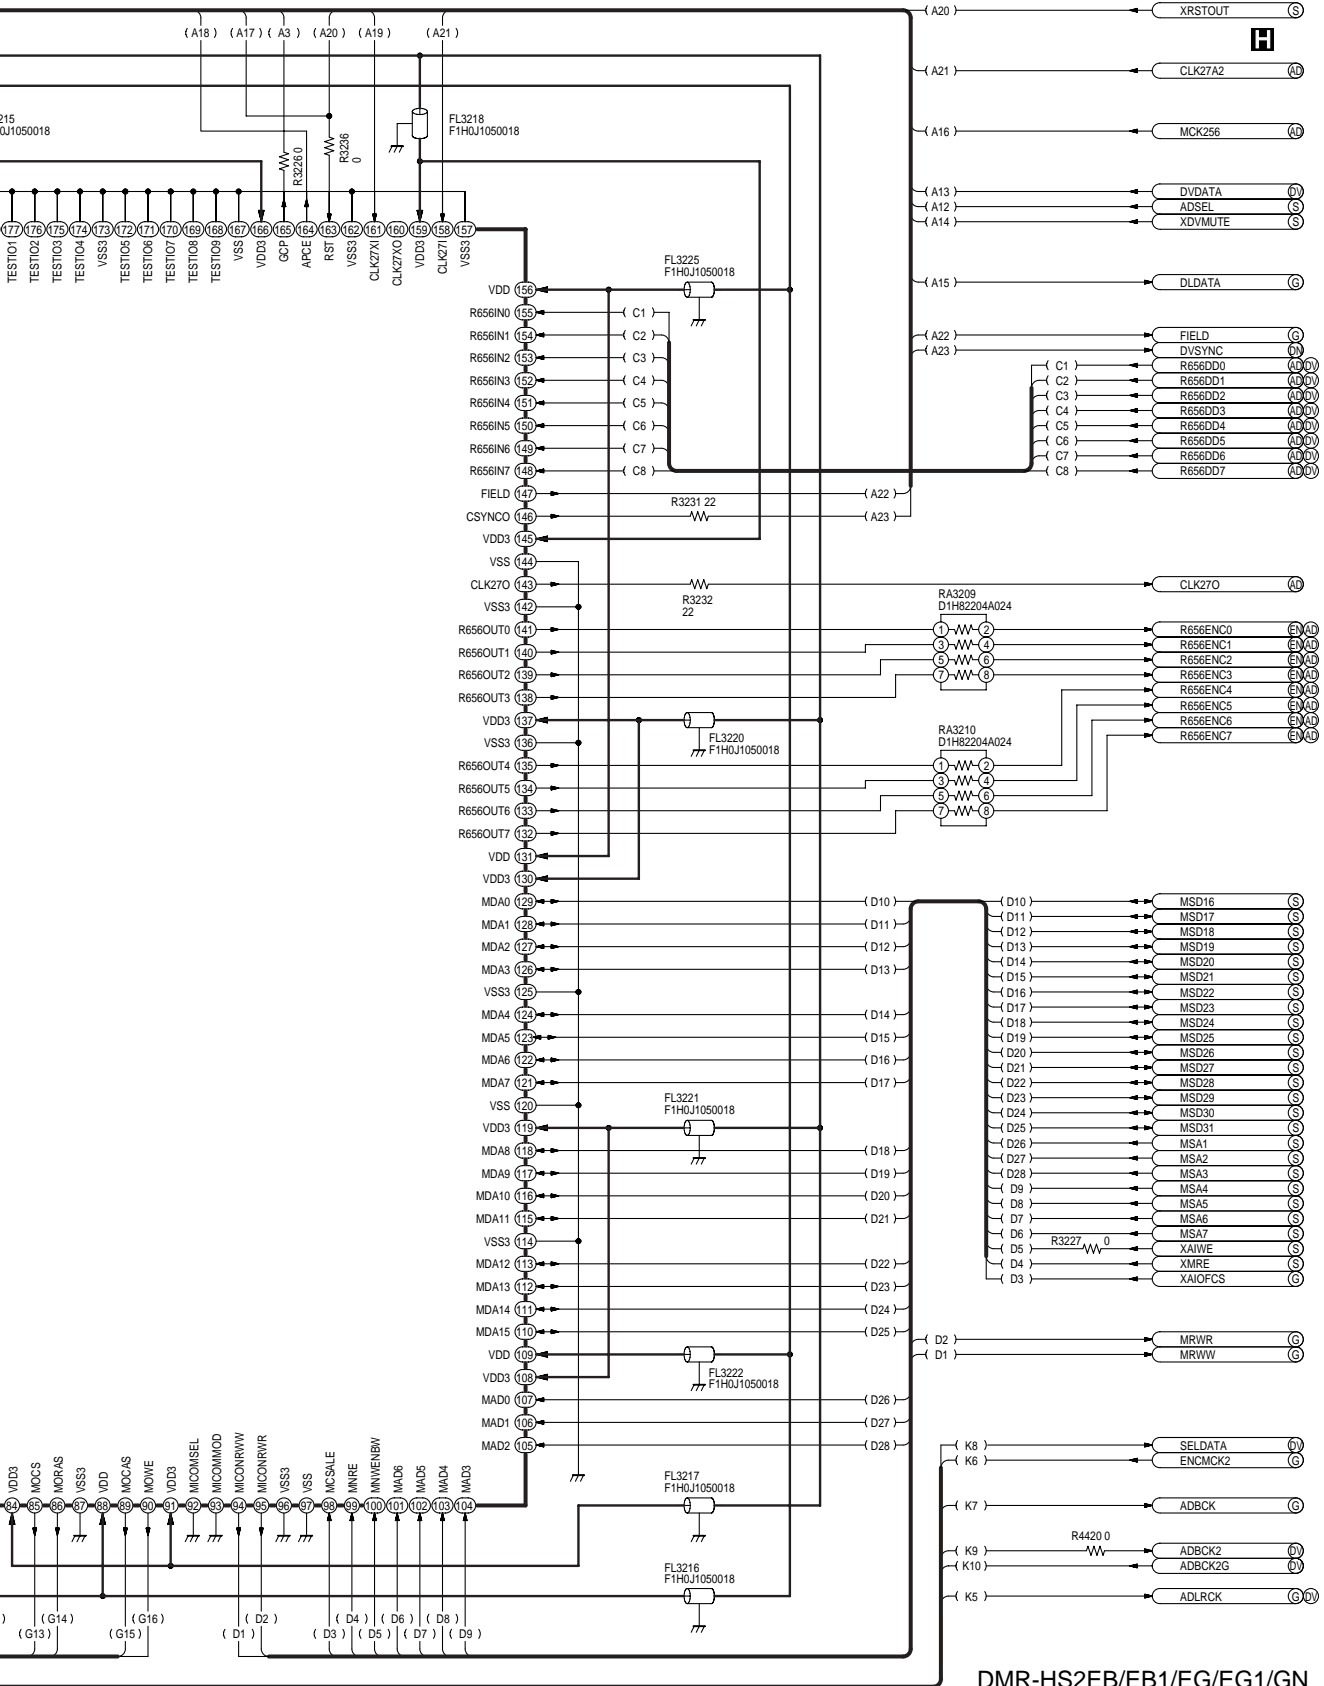 ( A18 ) ( A17 ) ( A3 ) ( A20 ) ( A19 ) ( A21 )
( A20 ) XRSTOUT S
H
( A21 ) CLK27A2 AD
215
0J1050018
FL3218
F1H0J1050018
R3226 0
R3236
0
( A16 ) MCK256 AD
( A13 ) DVDATA DV
( A12 ) ADSEL S
( A14 ) XDVMUTE S
177 176 175 174 173 172 171 170 169 168 167 166 165 164 163 162 161 160 159 158 157
TESTIO1 TESTIO2 TESTIO3 TESTIO4 VSS3 TESTIO5 TESTIO6 TESTIO7 TESTIO8 TESTIO9 VSS VDD3 GCP APCE RST VSS3 CLK27XI CLK27XO VDD3 CLK27I VSS3
FL3225
F1H0J1050018
( A15 ) DLDATA G
VDD 156
R656IN0 155 ( C1 )
R656IN1 154 ( C2 )
R656IN2 153 ( C3 )
R656IN3 152 ( C4 )
R656IN4 151 ( C5 )
R656IN5 150 ( C6 )
R656IN6 149 ( C7 )
R656IN7 148 ( C8 )
( A22 ) FIELD G
( A23 ) DVSYNC DN
( C1 ) R656DD0 AD DV
( C2 ) R656DD1 AD DV
( C3 ) R656DD2 AD DV
( C4 ) R656DD3 AD DV
( C5 ) R656DD4 AD DV
( C6 ) R656DD5 AD DV
( C7 ) R656DD6 AD DV
( C8 ) R656DD7 AD DV
FIELD 147 ( A22 )
R3231 22
CSYNCO 146 ( A23 )
VDD3 145
VSS 144
CLK27O 143 CLK27O AD
R3232
22
VSS3 142
RA3209
D1H82204A024
R656OUT0 141 1 2 R656ENC0 EN AD
R656OUT1 140 3 4 R656ENC1 EN AD
R656OUT2 139 5 6 R656ENC2 EN AD
R656OUT3 138 7 8 R656ENC3 EN AD
R656ENC4 EN AD
R656ENC5 EN AD
R656ENC6 EN AD
R656ENC7 EN AD
VDD3 137
FL3220
F1H0J1050018
VSS3 136
RA3210
D1H82204A024
R656OUT4 135 1 2
R656OUT5 134 3 4
R656OUT6 133 5 6
R656OUT7 132 7 8
VDD 131
VDD3 130
MDA0 129 ( D10 )
MDA1 128 ( D11 )
MDA2 127 ( D12 )
MDA3 126 ( D13 )
VSS3 125
MDA4 124 ( D14 )
MDA5 123 ( D15 )
MDA6 122 ( D16 )
MDA7 121 ( D17 )
VSS 120
FL3221
F1H0J1050018
VDD3 119
MDA8 118 ( D18 )
MDA9 117 ( D19 )
MDA10 116 ( D20 )
MDA11 115 ( D21 )
VSS3 114
MDA12 113 ( D22 )
MDA13 112 ( D23 )
MDA14 111 ( D24 )
MDA15 110 ( D25 )
VDD 109
FL3222
F1H0J1050018
VDD3 108
MAD0 107 ( D26 )
MAD1 106 ( D27 )
MAD2 105 ( D28 )
( D10 ) MSD16 S
( D11 ) MSD17 S
( D12 ) MSD18 S
( D13 ) MSD19 S
( D14 ) MSD20 S
( D15 ) MSD21 S
( D16 ) MSD22 S
( D17 ) MSD23 S
( D18 ) MSD24 S
( D19 ) MSD25 S
( D20 ) MSD26 S
( D21 ) MSD27 S
( D22 ) MSD28 S
( D23 ) MSD29 S
( D24 ) MSD30 S
( D25 ) MSD31 S
( D26 ) MSA1 S
( D27 ) MSA2 S
( D28 ) MSA3 S
( D9 ) MSA4 S
( D8 ) MSA5 S
( D7 ) MSA6 S
( D6 ) MSA7 S
( D5 ) R3227 0 XAIWE S
( D4 ) XMRE S
( D3 ) XAIOFCS G
( D2 ) MRWR G
( D1 ) MRWW G
( K8 ) SELDATA DV
( K6 ) ENCMCK2 G
( K7 ) ADBCK G
R4420 0
( K9 ) ADBCK2 DV
( K10 ) ADBCK2G DV
( K5 ) ADLRCK G DV
VDD3 MOCS MORAS VSS3 VDD MOCAS MOWE VDD3 MICOMSEL MICOMMOD MICONRWW MICONRWR VSS3 VSS MCSALE MNRE MNWENBW MAD6 MAD5 MAD4 MAD3
84 85 86 87 88 89 90 91 92 93 94 95 96 97 98 99 100 101 102 103 104
FL3217
F1H0J1050018
FL3216
F1H0J1050018
) ( G14 ) ( G16 ) ( D2 ) ( D4 ) ( D6 ) ( D8 )
( G13 ) ( G15 ) ( D1 ) ( D3 ) ( D5 ) ( D7 ) ( D9 )
DMR-HS2EB/EB1/EG/EG1/GN